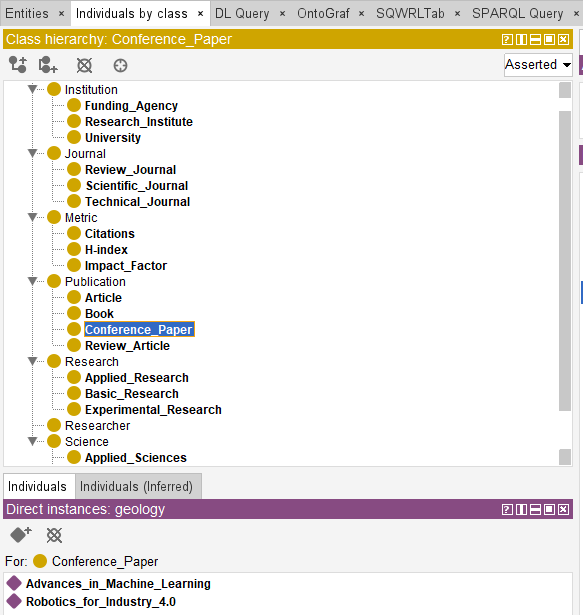 Entities × Individuals by class × DL Query × OntoGraf × SQWRLTab × SPARQL Query ×
Class hierarchy: Conference_Paper
Asserted
Institution
Funding_Agency
Research_Institute
University
Journal
Review_Journal
Scientific_Journal
Technical_Journal
Metric
Citations
H-index
Impact_Factor
Publication
Article
Book
Conference_Paper
Review_Article
Research
Applied_Research
Basic_Research
Experimental_Research
Researcher
Science
Applied_Sciences
Individuals Individuals (Inferred)
Direct instances: geology
For: Conference_Paper
Advances_in_Machine_Learning
Robotics_for_Industry_4.0